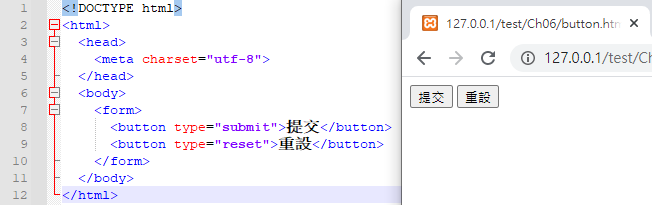 1 <!DOCTYPE html>
2 <html>
3 <head>
4 <meta charset="utf-8">
5 </head>
6 <body>
7 <form>
8 <button type="submit">提交</button>
9 <button type="reset">重設</button>
10 </form>
11 </body>
12 </html>
127.0.0.1/test/Ch06/button.htm
127.0.0.1/test/Ch
提交 重設